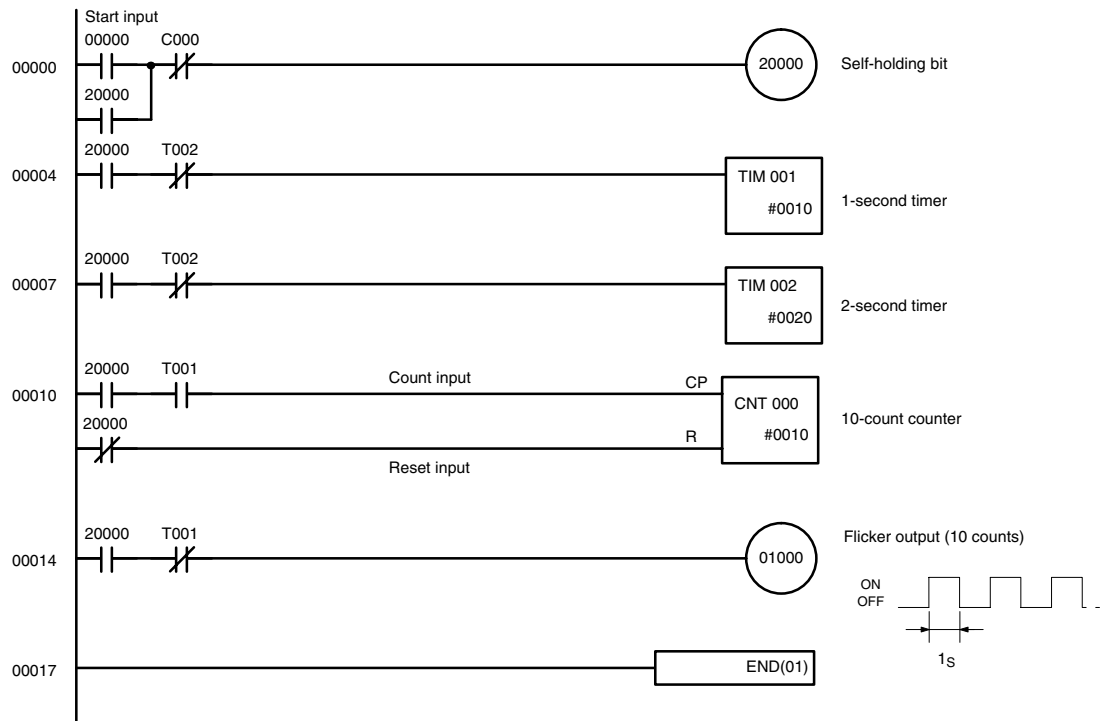 Start input
00000 C000
00000
20000
Self-holding bit
20000
20000 T002
00004
TIM 001
#0010
1-second timer
20000 T002
00007
TIM 002
#0020
2-second timer
20000 T001
00010
Count input
CP
CNT 000
#0010
10-count counter
20000
R
Reset input
20000 T001
00014
01000
Flicker output (10 counts)
ON
OFF
1S
00017
END(01)